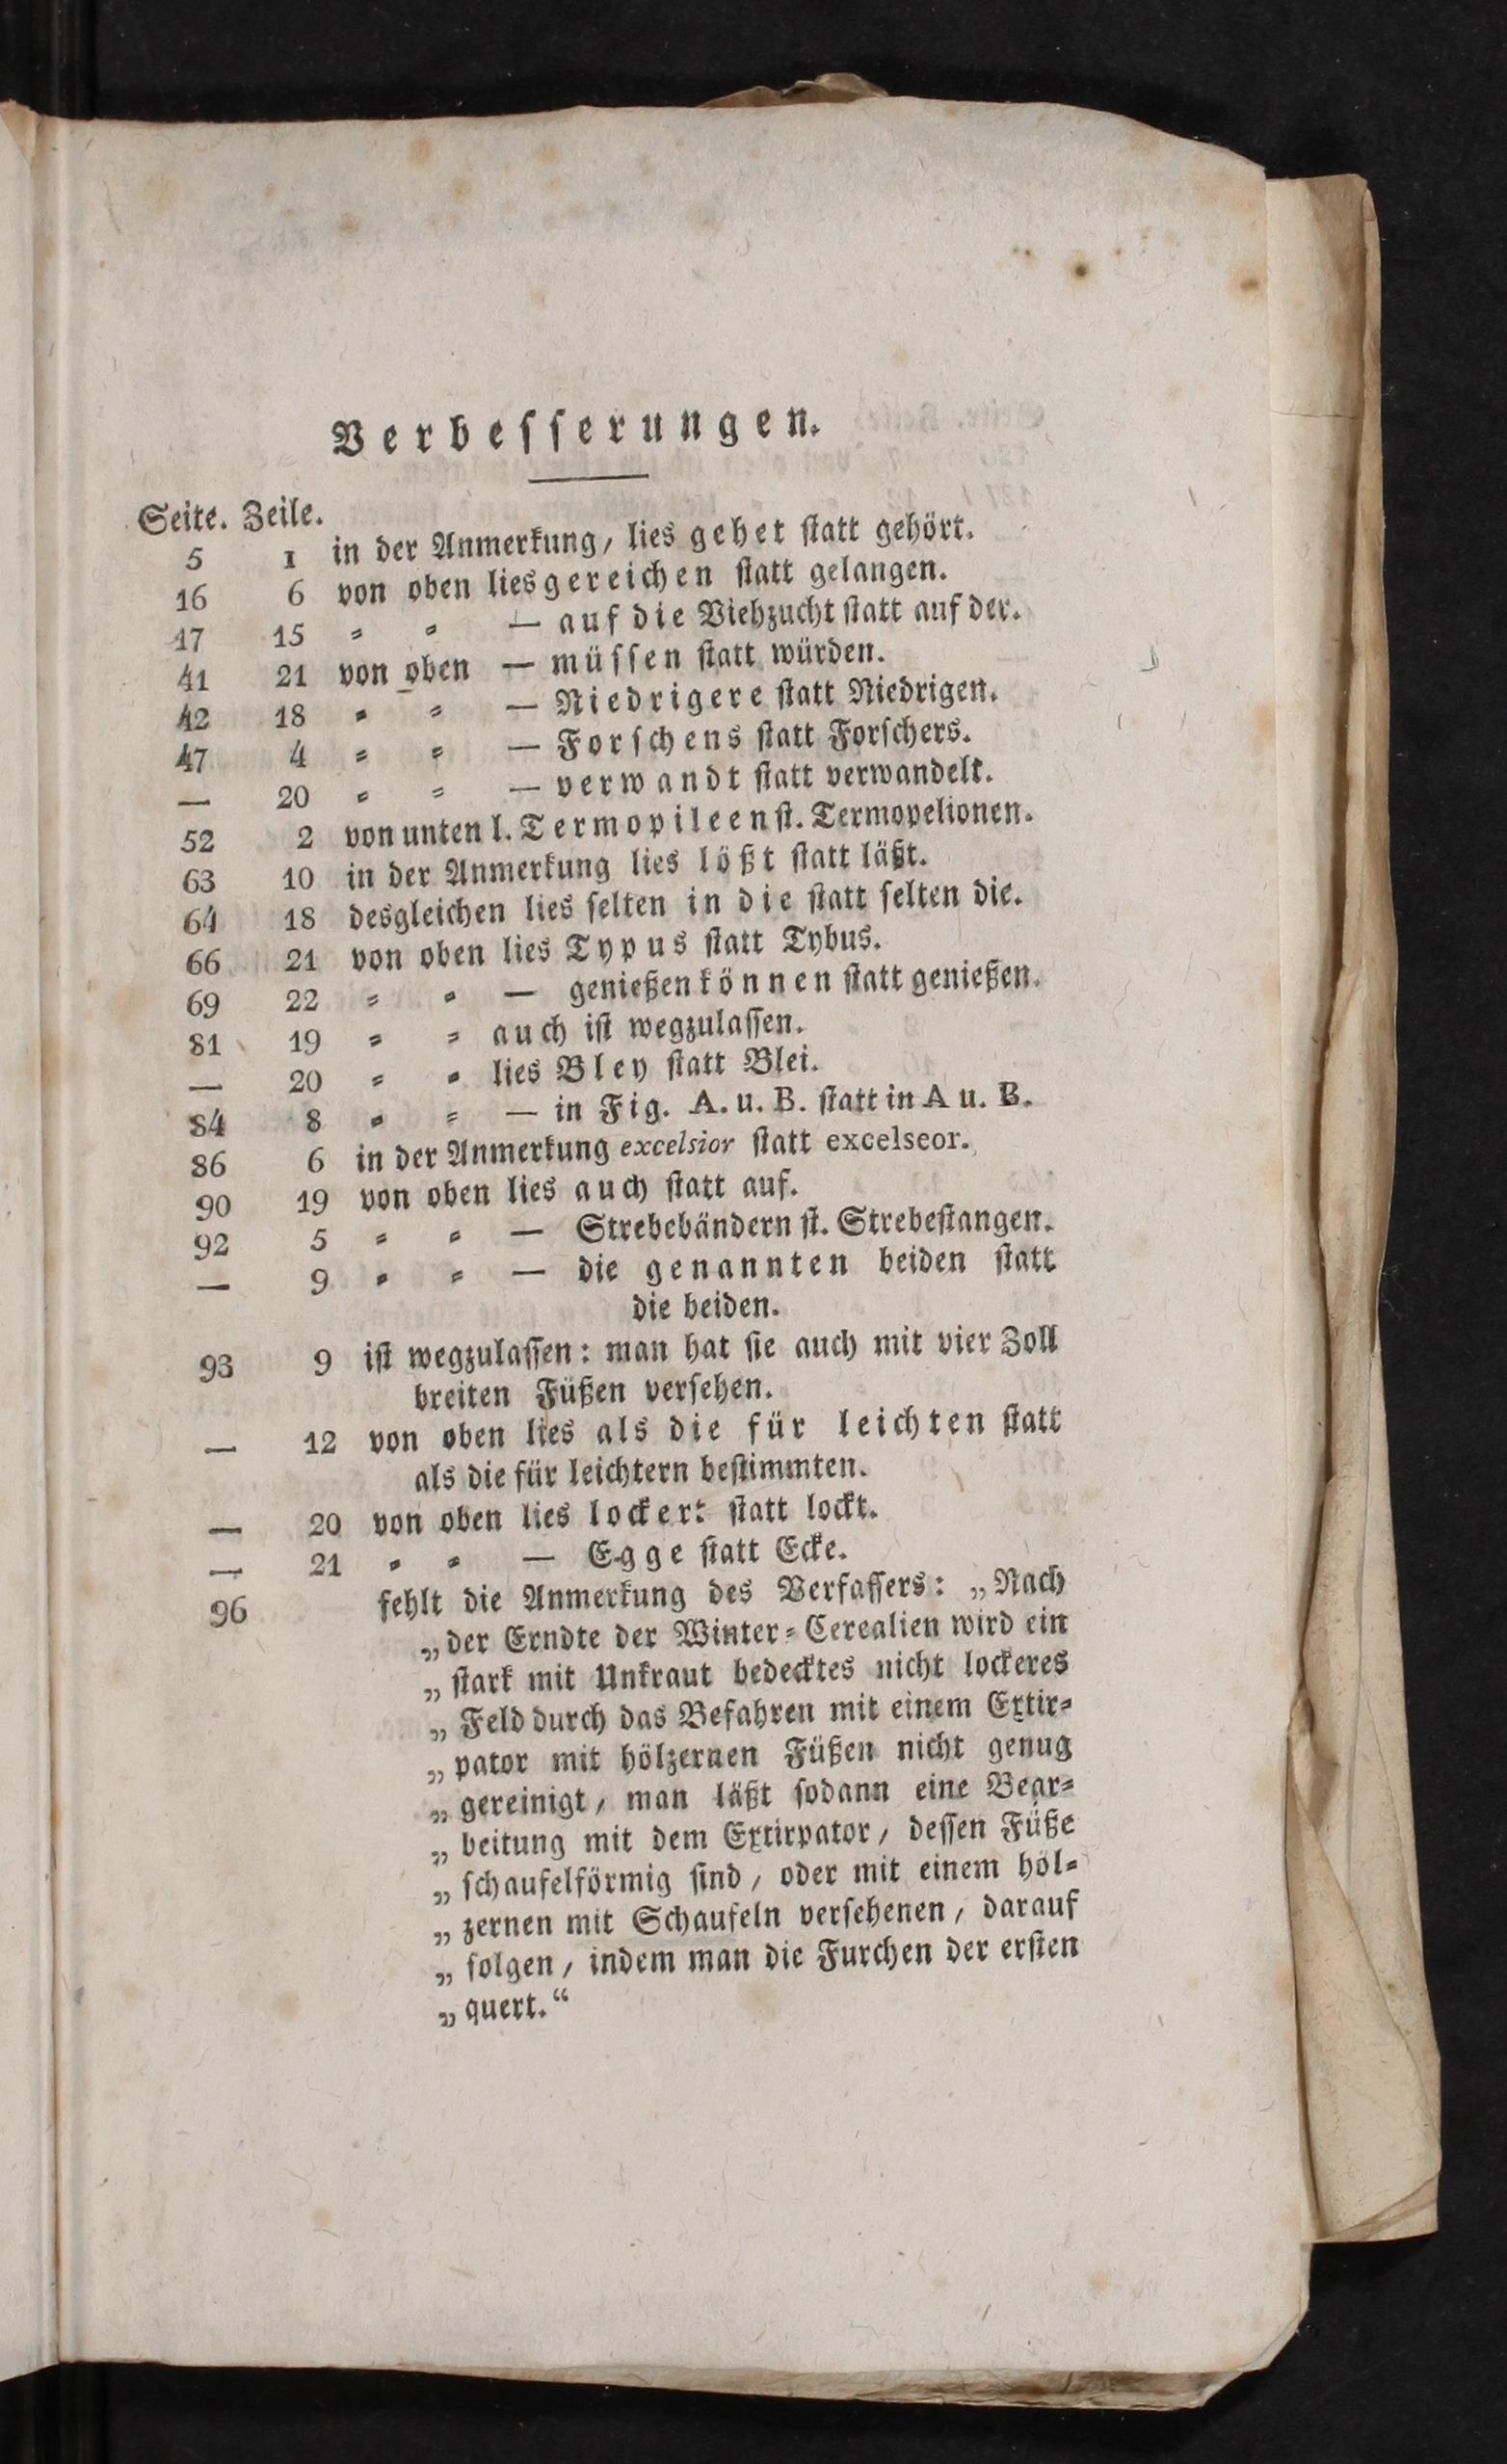 Verbesserungen.
Seite. Zeile.
5 1 in der Anmerkung, lies gehet statt gehört.
16 6 von oben lies gereichen statt gelangen.
17 15 = = — auf die Viehzucht statt auf der.
41 21 von oben — müssen statt würden.
42 18 = = — Niedrigere statt Niedrigen.
47 4 = = — Forschens statt Forschers.
— 20 = = — verwandt statt verwandelt.
52 2 von unten l. Termopileen st. Termopelionen.
63 10 in der Anmerkung lies lößt statt läßt.
64 18 desgleichen lies selten in die statt selten die.
66 21 von oben lies Typus statt Tybus.
69 22 = = — genießen können statt genießen.
81 19 = = auch ist wegzulassen.
— 20 = = lies Bley statt Blei.
84 8 = = — in Fig. A. u. B. statt in A u. B.
86 6 in der Anmerkung excelsior statt excelseor.
90 19 von oben lies auch statt auf.
92 5 = = — Strebebändern st. Strebestangen.
— 9 = = — die genannten beiden statt
die beiden.
93 9 ist wegzulassen: man hat sie auch mit vier Zoll
breiten Füßen versehen.
— 12 von oben lies als die für leichten statt
als die für leichtern bestimmten.
— 20 von oben lies lockert statt lockt.
— 21 = = — Egge statt Ecke.
96 fehlt die Anmerkung des Verfassers: „Nach
„der Erndte der Winter=Cerealien wird ein
„stark mit Unkraut bedecktes nicht lockeres
„Feld durch das Befahren mit einem Extir=
„pator mit hölzernen Füßen nicht genug
„gereinigt, man läßt sodann eine Bear=
„beitung mit dem Extirpator, dessen Füße
„schaufelförmig sind, oder mit einem höl=
„zernen mit Schaufeln versehenen, darauf
„folgen, indem man die Furchen der ersten
„quert.“